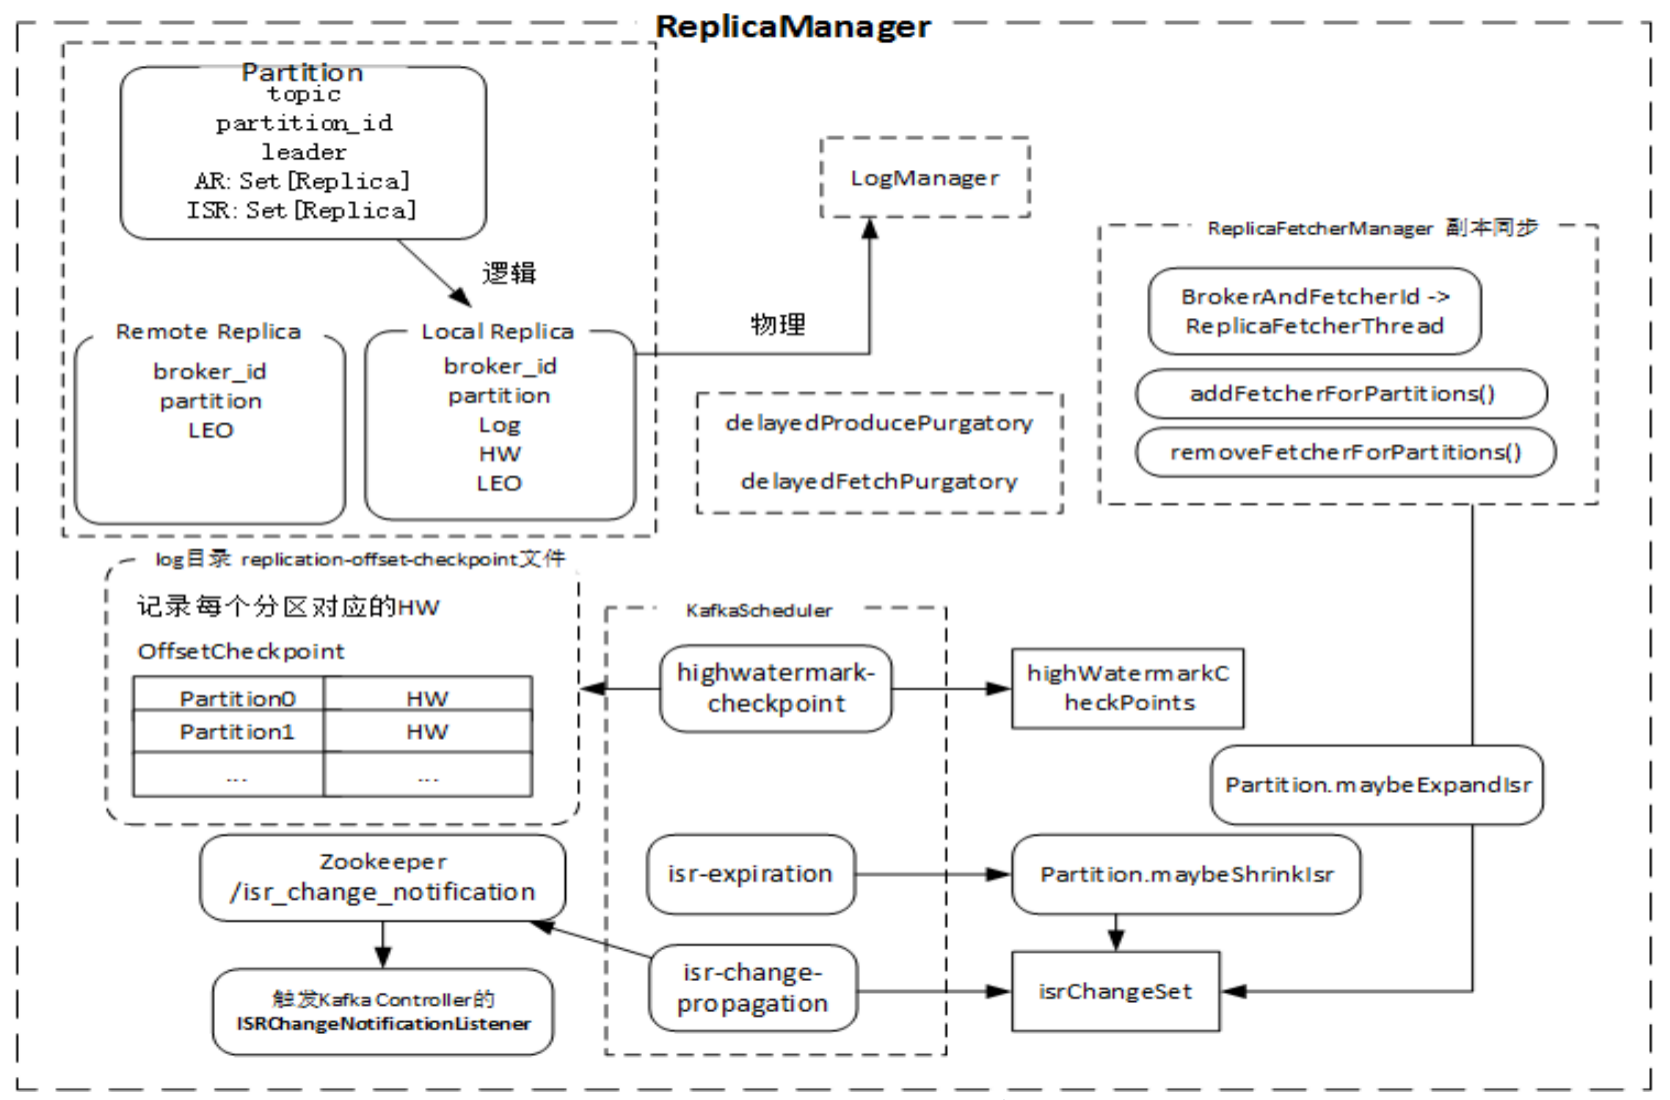 ReplicaManager
Partition
topic
partition_id
leader
AR:Set[Replica]
ISR:Set[Replica]
逻辑
Remote Replica
broker_id
partition
LEO
Local Replica
broker_id
partition
Log
HW
LEO
物理
LogManager
delayedProducePurgatory
delayedFetchPurgatory
ReplicaFetcherManager 副本同步
BrokerAndFetcherId ->
ReplicaFetcherThread
addFetcherForPartitions()
removeFetcherForPartitions()
log目录 replication-offset-checkpoint文件
记录每个分区对应的HW
OffsetCheckpoint
Partition0 HW
Partition1 HW
... ...
KafkaScheduler
highwatermark-
checkpoint
highWatermarkC
heckPoints
Partition.maybeExpandIsr
Zookeeper
/isr_change_notification
isr-expiration
Partition.maybeShrinkIsr
触发Kafka Controller的
ISRChangeNotificationListener
isr-change-
propagation
isrChangeSet